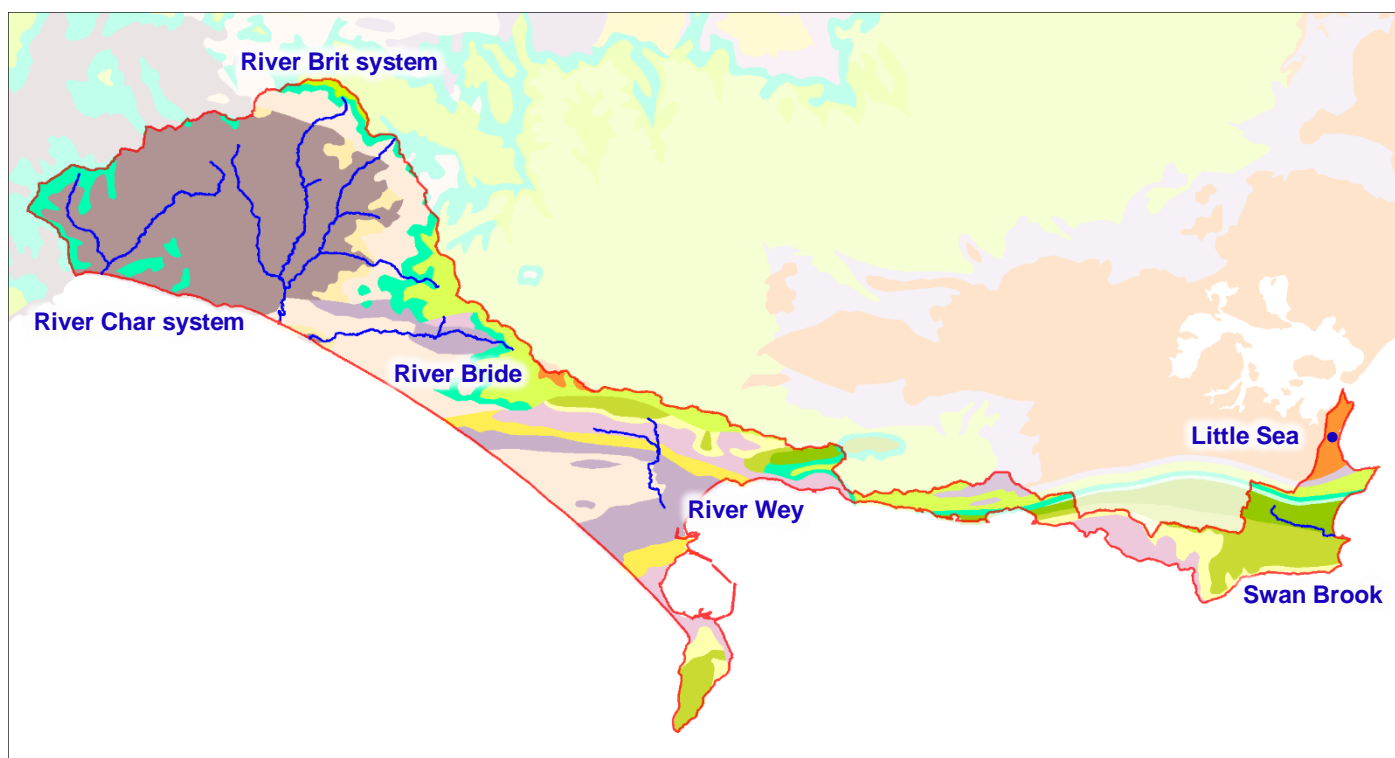 River Brit system
River Char system
River Bride
Little Sea
River Wey
Swan Brook